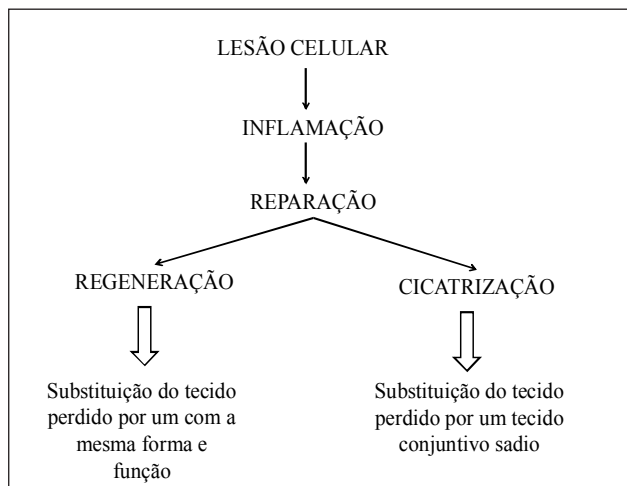 LESÃO CELULAR
INFLAMAÇÃO
REPARAÇÃO
REGENERAÇÃO
CICATRIZAÇÃO
Substituição do tecido
perdido por um com a
mesma forma e
função
Substituição do tecido
perdido por um tecido
conjuntivo sadio